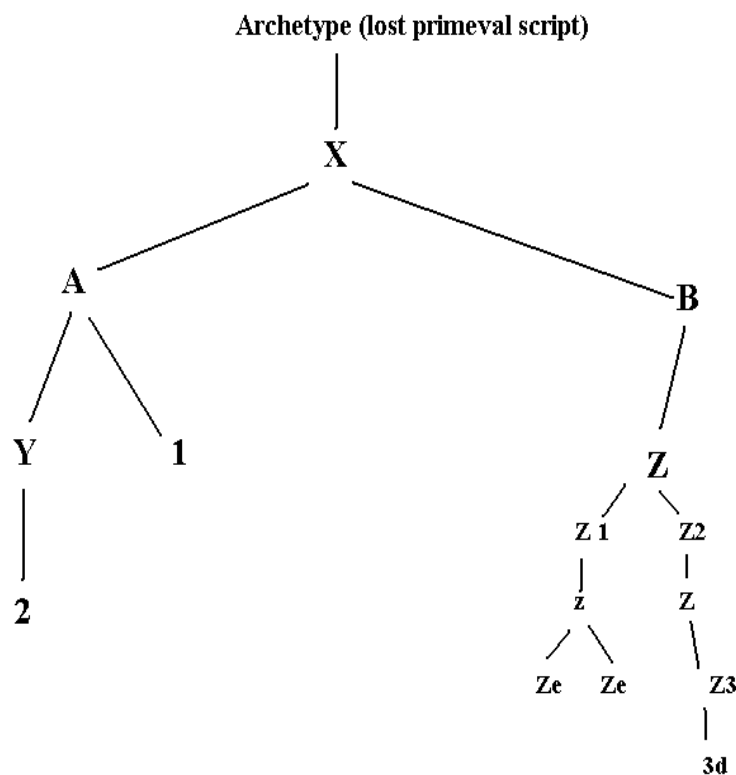 Archetype (lost primeval script)
X
A
B
Y
1
Z
Z 1
Z2
2
z
Z
Ze
Ze
Z3
3d